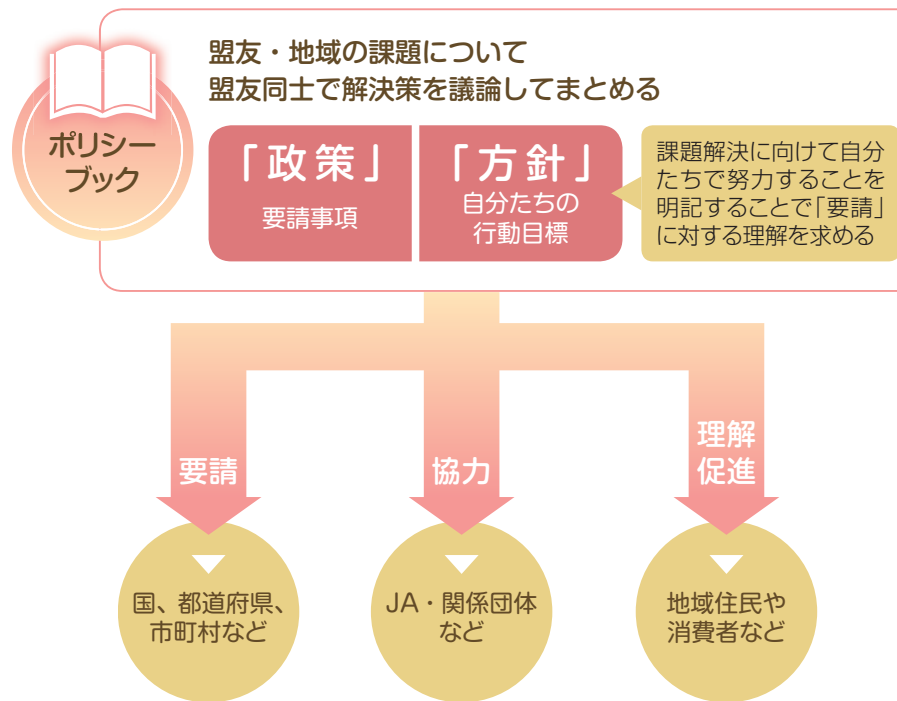 ポリシー
ブック
盟友・地域の課題について
盟友同士で解決策を議論してまとめる
「政策」
要請事項
「方針」
自分たちの
行動目標
課題解決に向けて自分
たちで努力することを
明記することで「要請」
に対する理解を求める
要請
協力
理解
促進
国、都道府県、
市町村など
JA・関係団体
など
地域住民や
消費者など